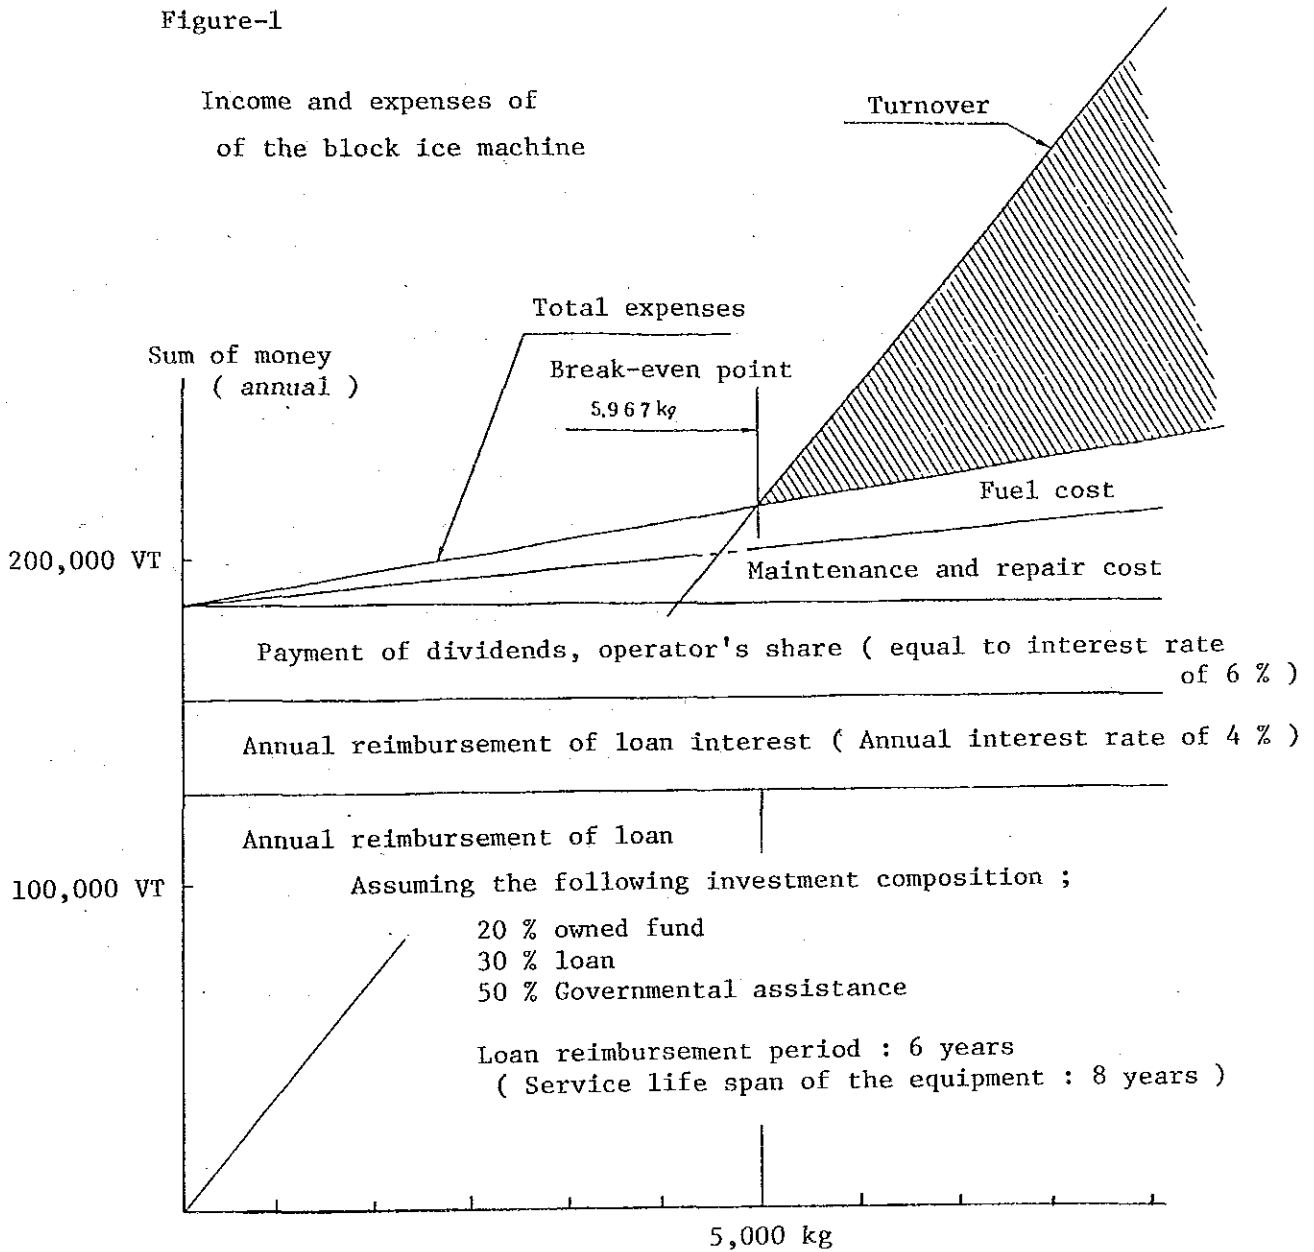 Figure-1
Income and expenses of
of the block ice machine
Turnover
Total expenses
Sum of money
( annual )
Break-even point
5,967 kg
Fuel cost
200,000 VT
Maintenance and repair cost
Payment of dividends, operator's share ( equal to interest rate
of 6 % )
Annual reimbursement of loan interest ( Annual interest rate of 4 % )
Annual reimbursement of loan
100,000 VT
Assuming the following investment composition ;
20 % owned fund
30 % loan
50 % Governmental assistance
Loan reimbursement period : 6 years
( Service life span of the equipment : 8 years )
5,000 kg